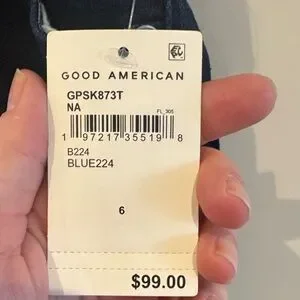 GOOD AMERICAN
GPSK873T
NA
FL_305
1 97217 35519 8
B224
BLUE224
6
$99.00